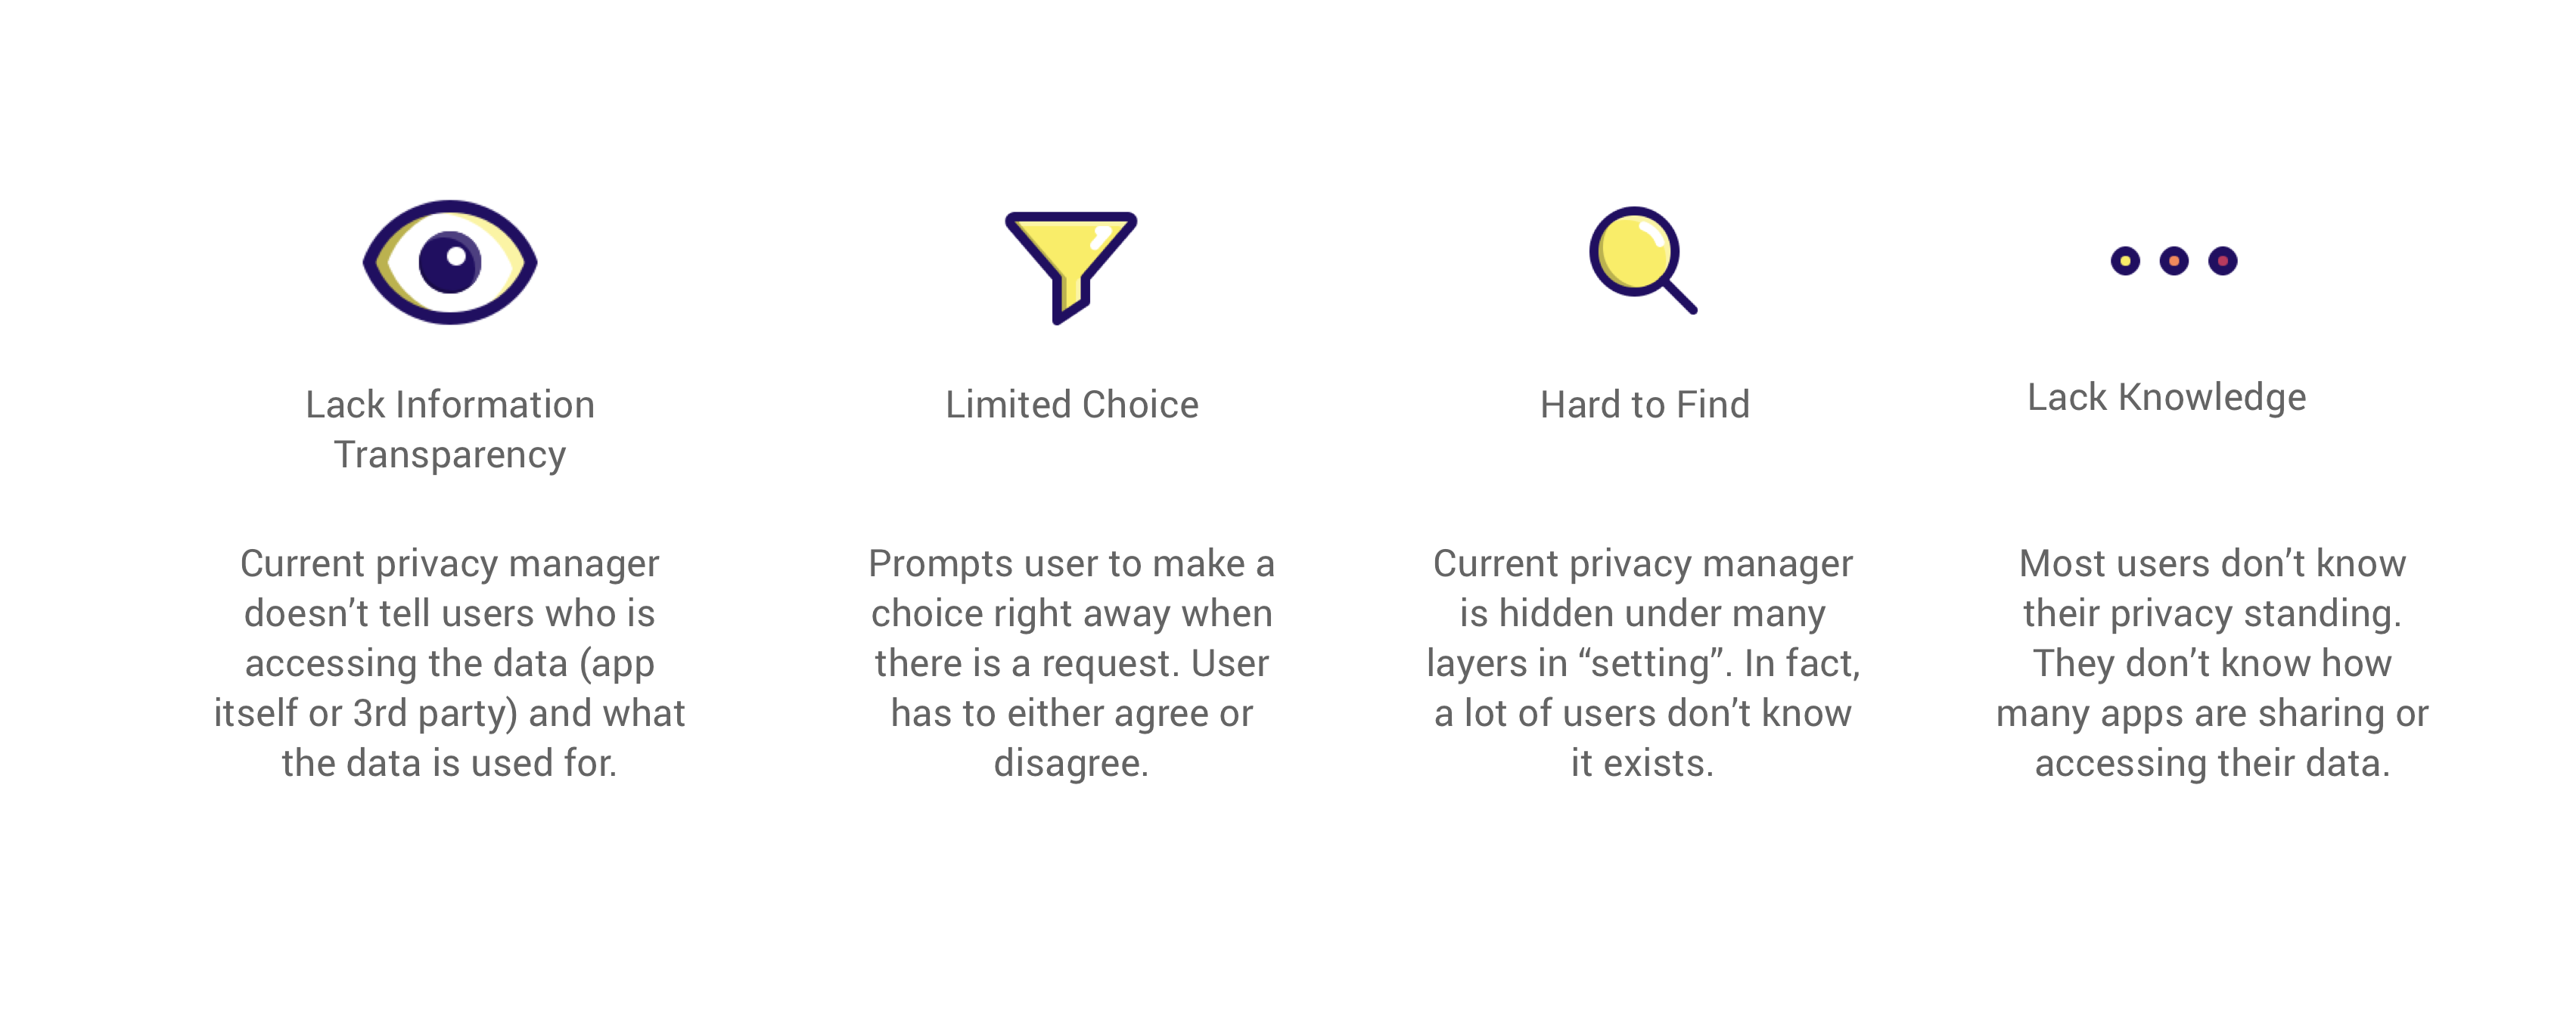 Lack Information
Transparency
Current privacy manager
doesn’t tell users who is
accessing the data (app
itself or 3rd party) and what
the data is used for.
Limited Choice
Prompts user to make a
choice right away when
there is a request. User
has to either agree or
disagree.
Hard to Find
Current privacy manager
is hidden under many
layers in “setting”. In fact,
a lot of users don’t know
it exists.
Lack Knowledge
Most users don’t know
their privacy standing.
They don’t know how
many apps are sharing or
accessing their data.